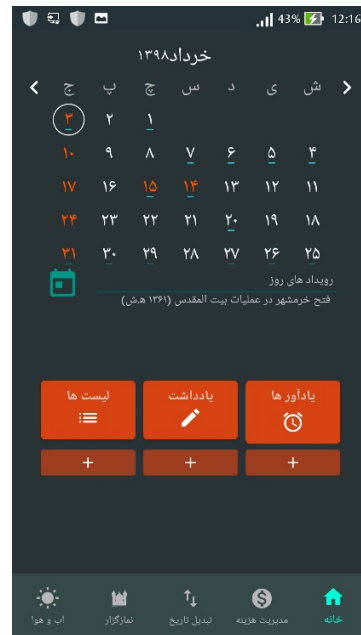 43% 12:16
خرداد۱۳۹۸
ش ی د س چ پ ج
۱ ۲ ۳
۴ ۵ ۶ ۷ ۸ ۹ ۱۰
۱۱ ۱۲ ۱۳ ۱۴ ۱۵ ۱۶ ۱۷
۱۸ ۱۹ ۲۰ ۲۱ ۲۲ ۲۳ ۲۴
۲۵ ۲۶ ۲۷ ۲۸ ۲۹ ۳۰ ۳۱
رویداد های روز
فتح خرمشهر در عملیات بیت المقدس (۱۳۶۱ ه.ش)
یادآور ها یادداشت لیست ها
+ + +
خانه مدیریت هزینه تبدیل تاریخ نمازگزار آب و هوا